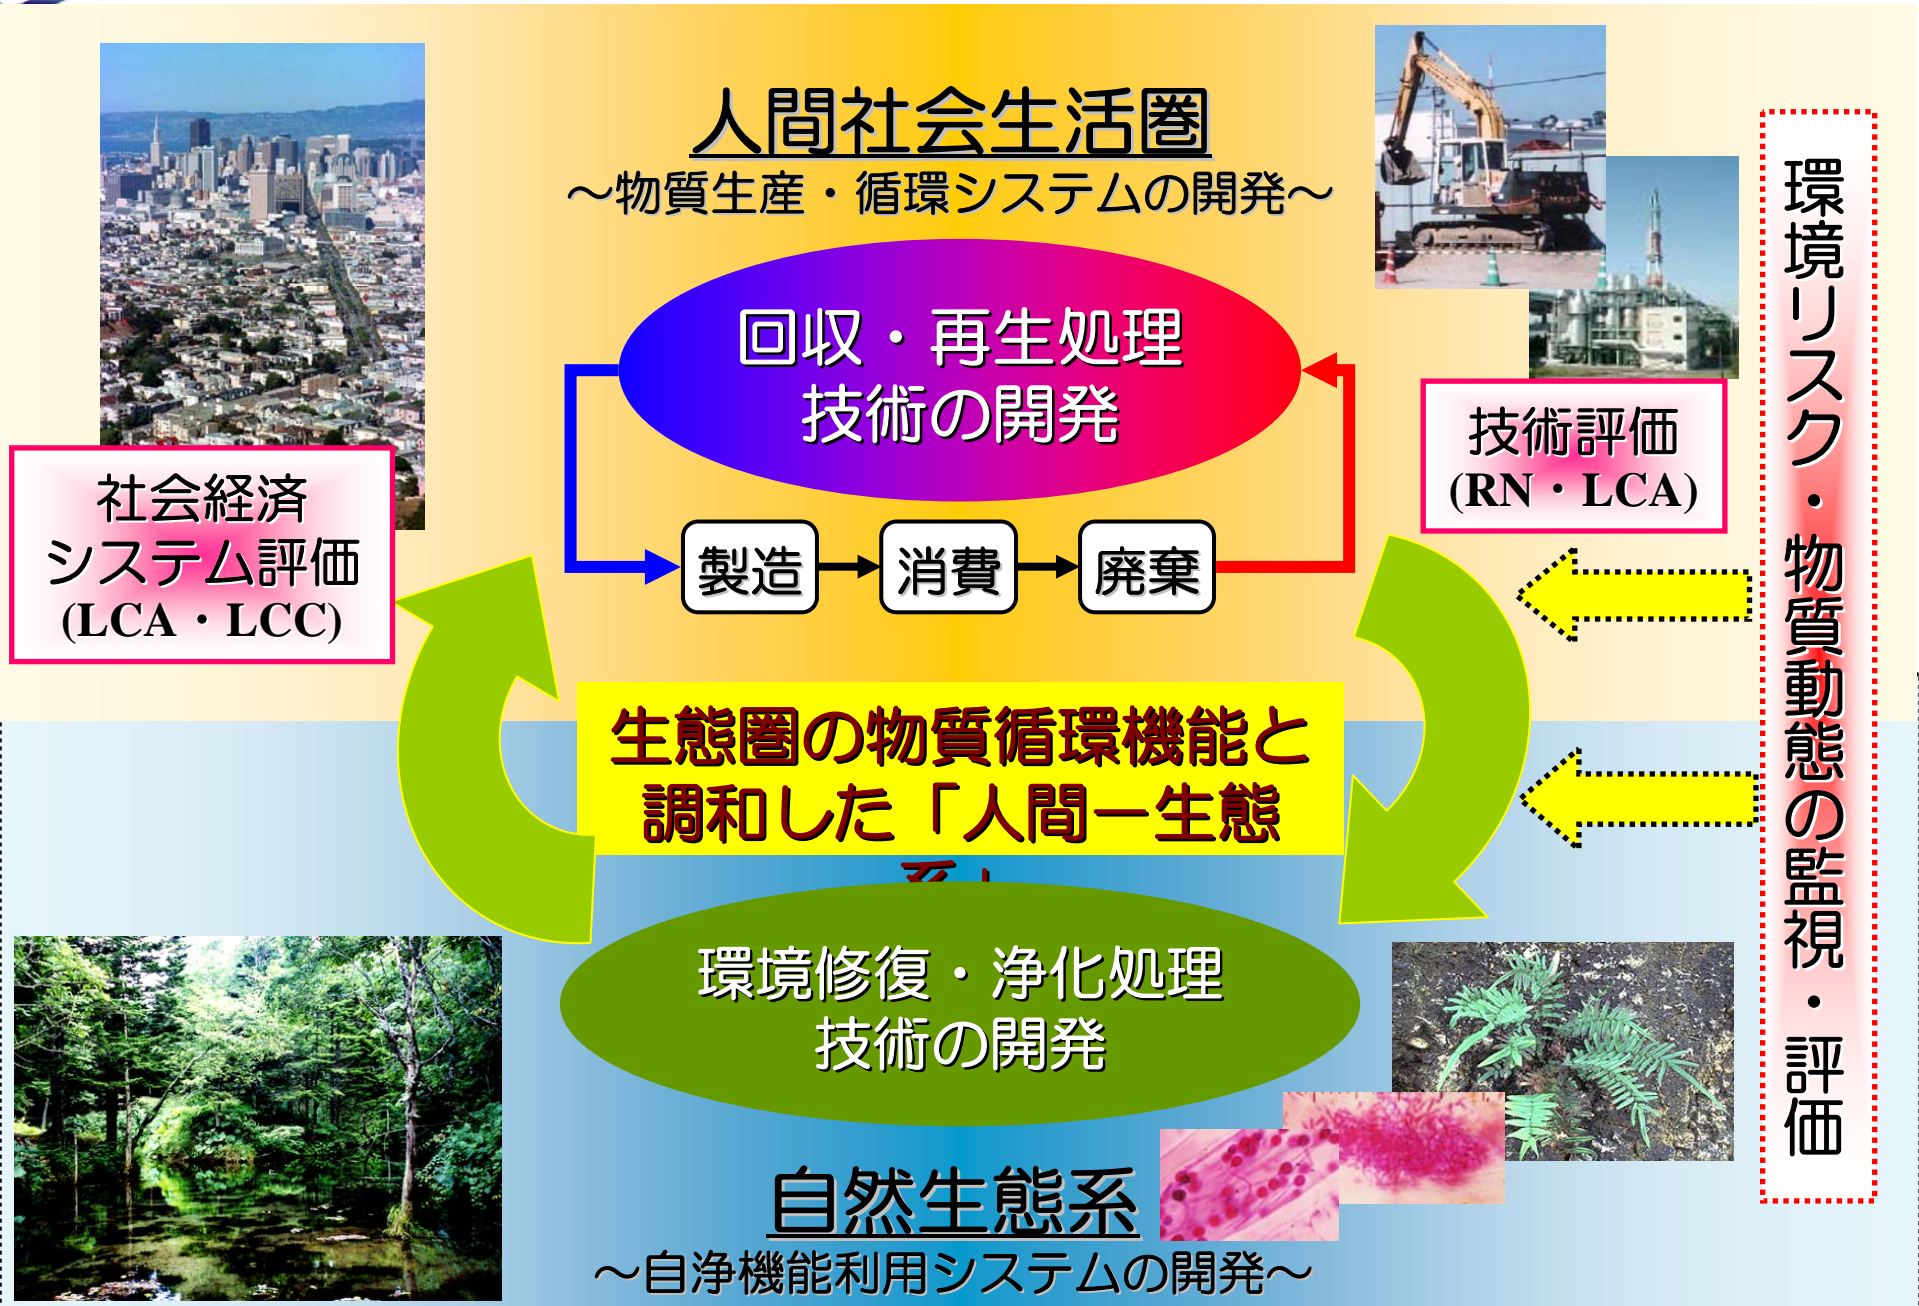 人間社会生活圏
～物質生産・循環システムの開発～
回収・再生処理
技術の開発
製造
消費
廃棄
社会経済
システム評価
(LCA・LCC)
技術評価
(RN・LCA)
環境リスク・物質動態の監視・評価
生態圏の物質循環機能と
調和した「人間－生態
系」
環境修復・浄化処理
技術の開発
自然生態系
～自浄機能利用システムの開発～